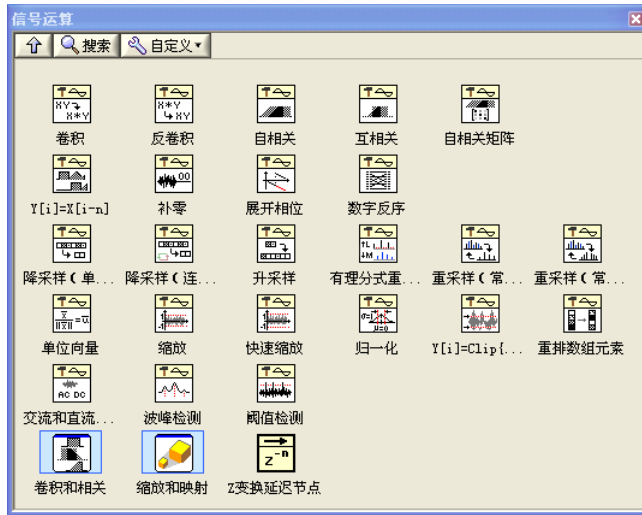 信号运算
搜索 自定义
卷积 反卷积 自相关 互相关 自相关矩阵
Y[i]=X[i-n] 补零 展开相位 数字反序
降采样(单... 降采样(连... 升采样 有理分式重... 重采样(常... 重采样(常...
单位向量 缩放 快速缩放 归一化 Y[i]=Clip{... 重排数组元素
交流和直流... 波峰检测 阈值检测
卷积和相关 缩放和映射 Z变换延迟节点